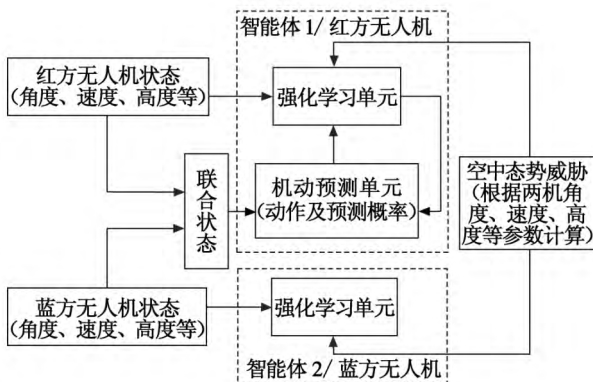 智能体1/红方无人机
红方无人机状态
(角度、速度、高度等)
强化学习单元
联合状态
机动预测单元
(动作及预测概率)
空中态势威胁
(根据两机角
度、速度、高
度等参数计算)
蓝方无人机状态
(角度、速度、高度等)
强化学习单元
智能体2/蓝方无人机